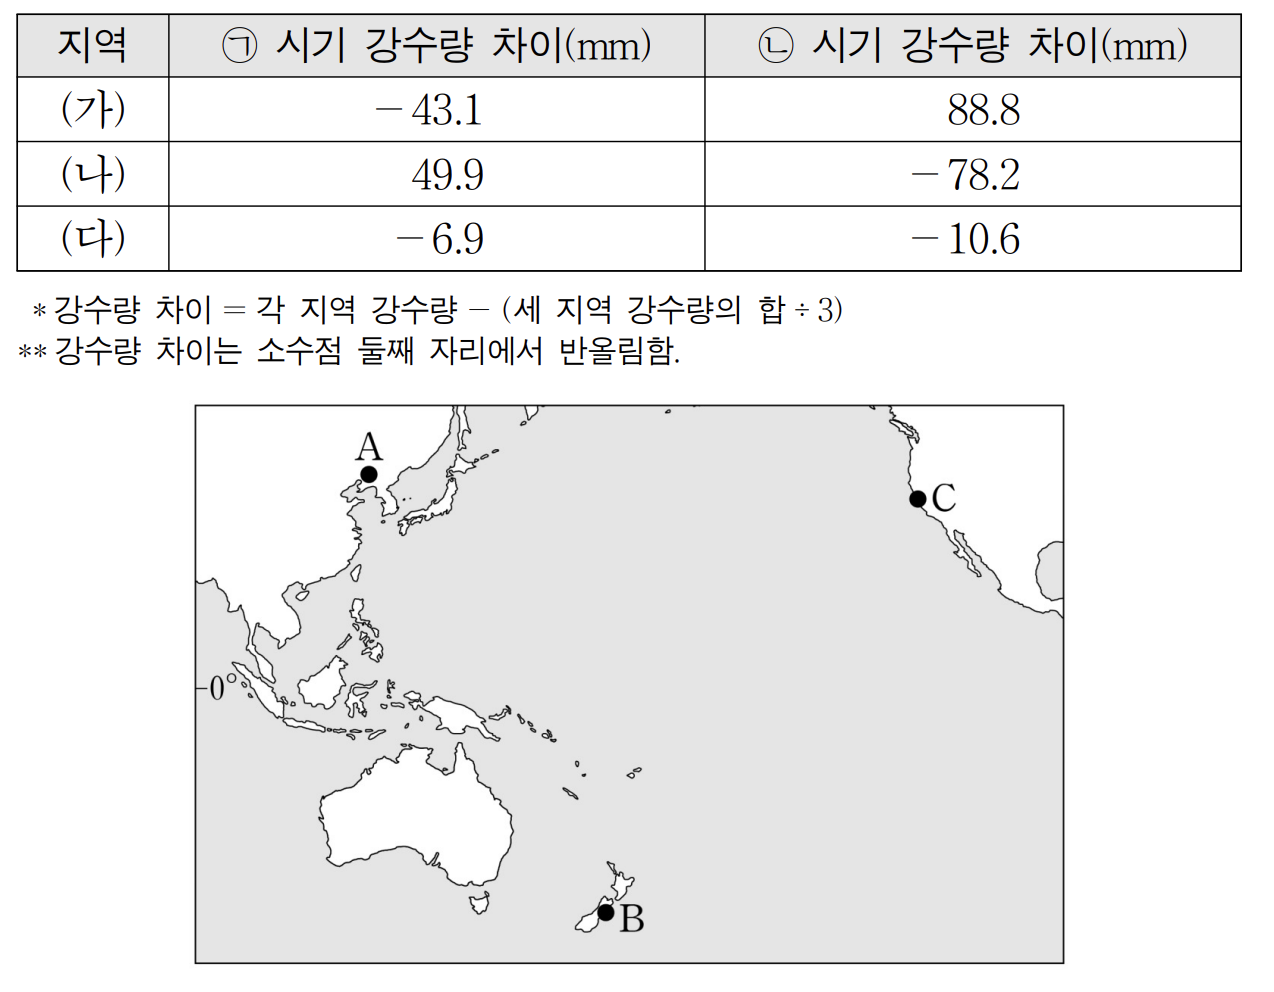 지역 ㉠ 시기 강수량 차이(mm) ㉡ 시기 강수량 차이(mm)
(가) －43.1 88.8
(나) 49.9 －78.2
(다) －6.9 －10.6
* 강수량 차이 = 각 지역 강수량 － (세 지역 강수량의 합 ÷ 3)
** 강수량 차이는 소수점 둘째 자리에서 반올림함.
A
C
0°
B